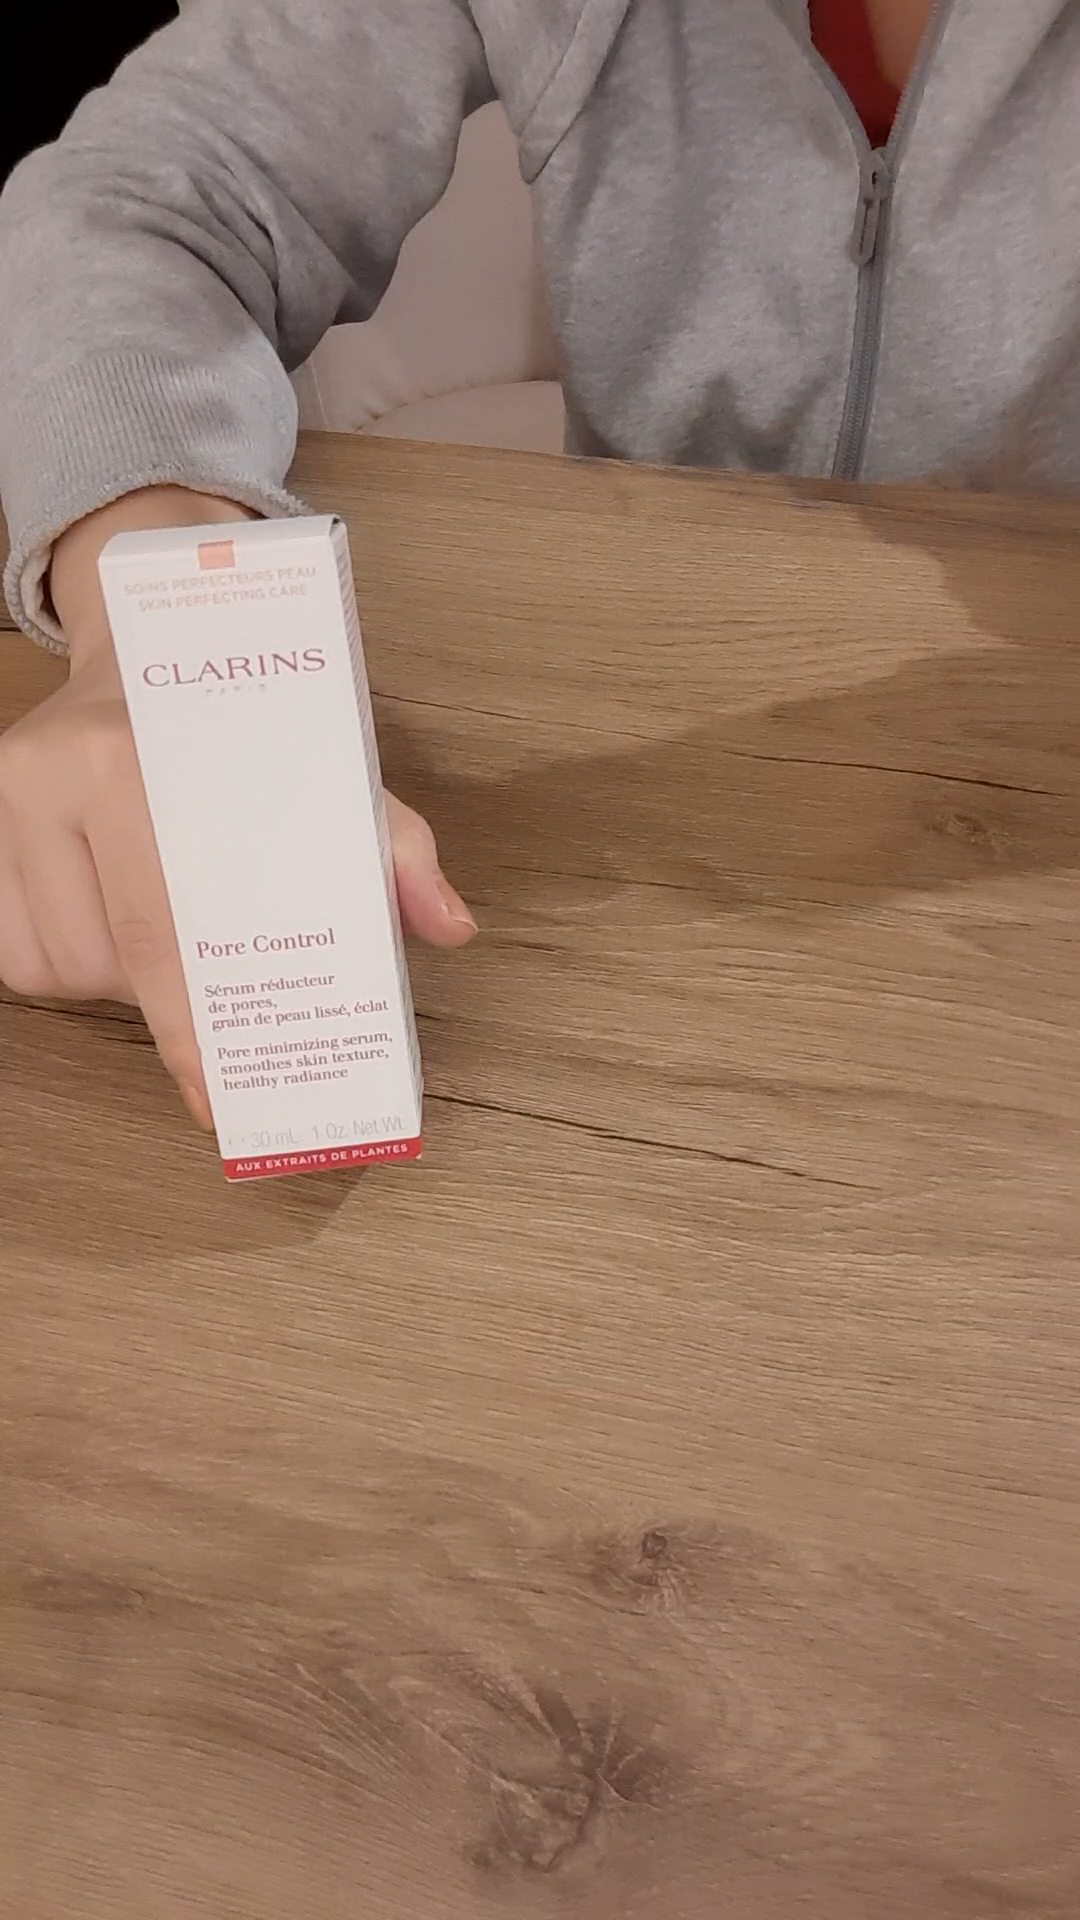 SOINS PERFECTEURS PEAU
SKIN PERFECTING CARE
CLARINS
PARIS
Pore Control
Sérum réducteur
de pores,
grain de peau lissé, éclat
Pore minimizing serum,
smoothes skin texture,
healthy radiance
30 mL 1 Oz. Net Wt.
AUX EXTRAITS DE PLANTES